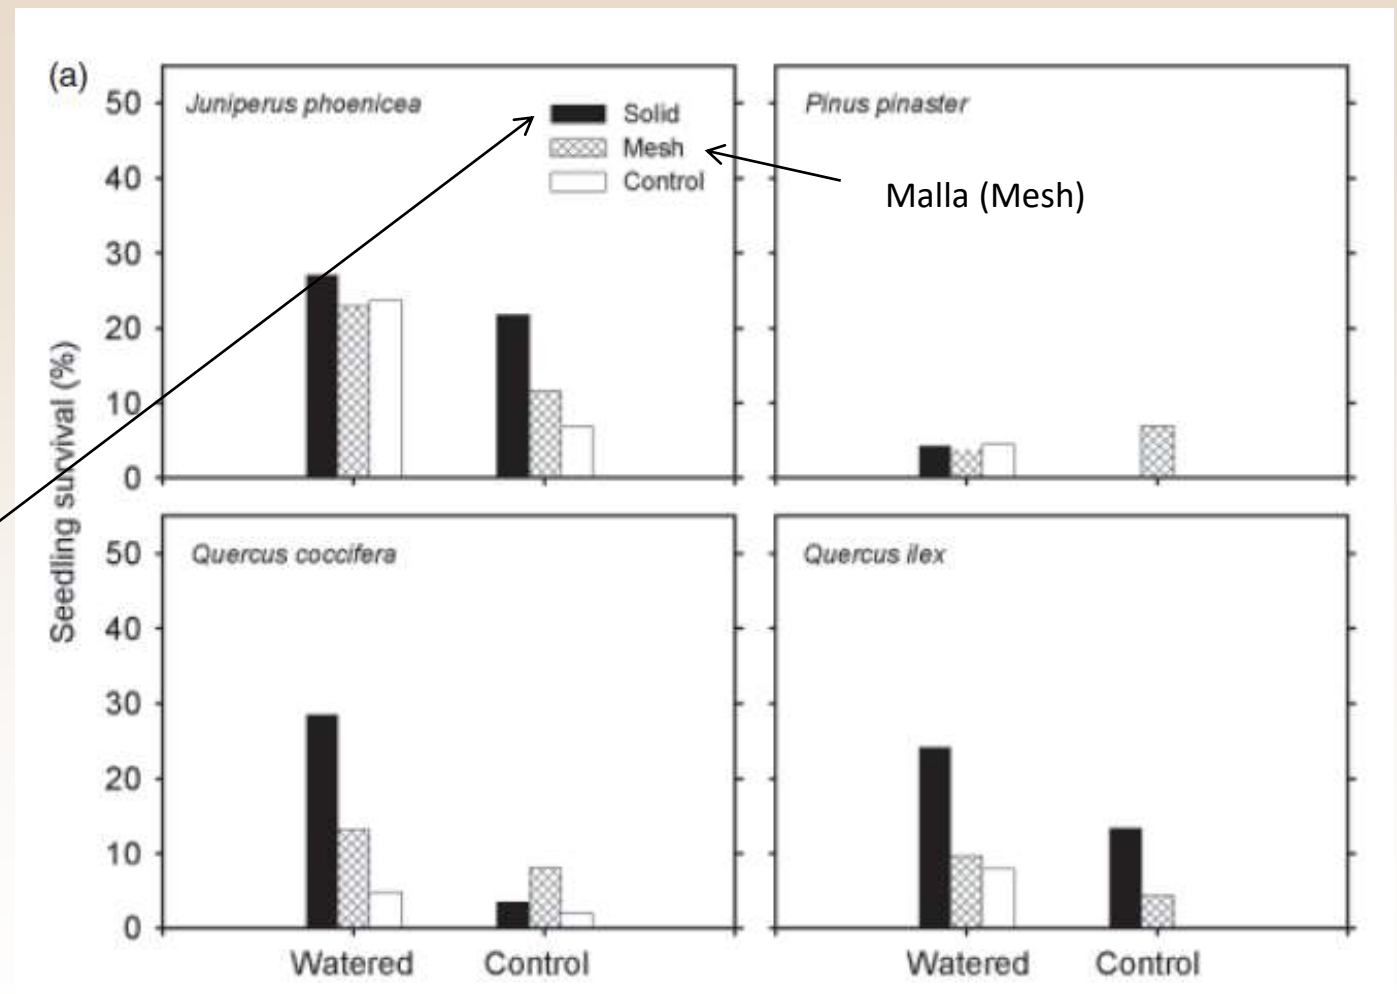 (a)
Juniperus phoenicea
Solid
Mesh
Control
Pinus pinaster
Malla (Mesh)
50
40
30
20
10
0
Seedling survival (%)
Quercus coccifera
Quercus ilex
50
40
30
20
10
0
Watered Control
Watered Control